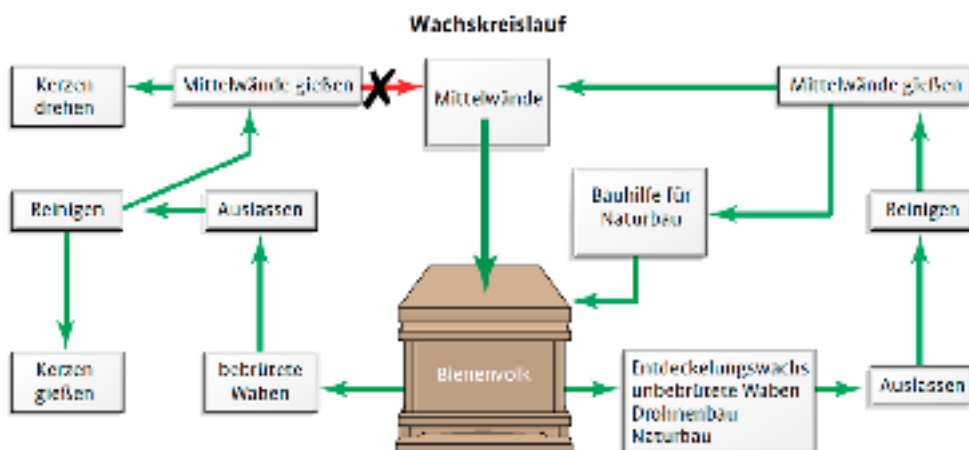 Wachskreislauf
Kerzen
drehen
Mittelwände gießen
Mittelwände
Mittelwände gießen
Reinigen
Auslassen
Bauhilfe für
Naturbau
Reinigen
Kerzen
gießen
bebrütete
Waben
Bienenvolk
Entdeckelungswachs
unbebrütete Waben
Drohnenbau
Naturbau
Auslassen